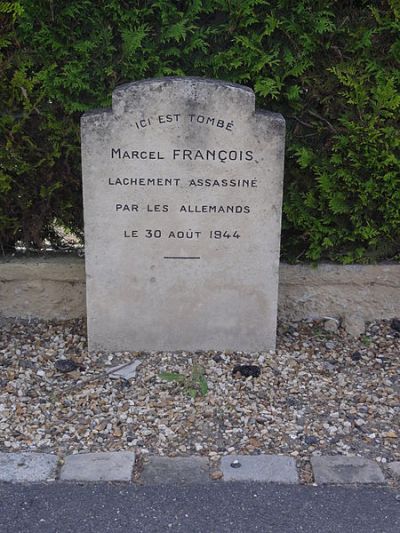 ICI EST TOMBÉ
MARCEL FRANÇOIS
LACHEMENT ASSASSINÉ
PAR LES ALLEMANDS
LE 30 AOÛT 1944